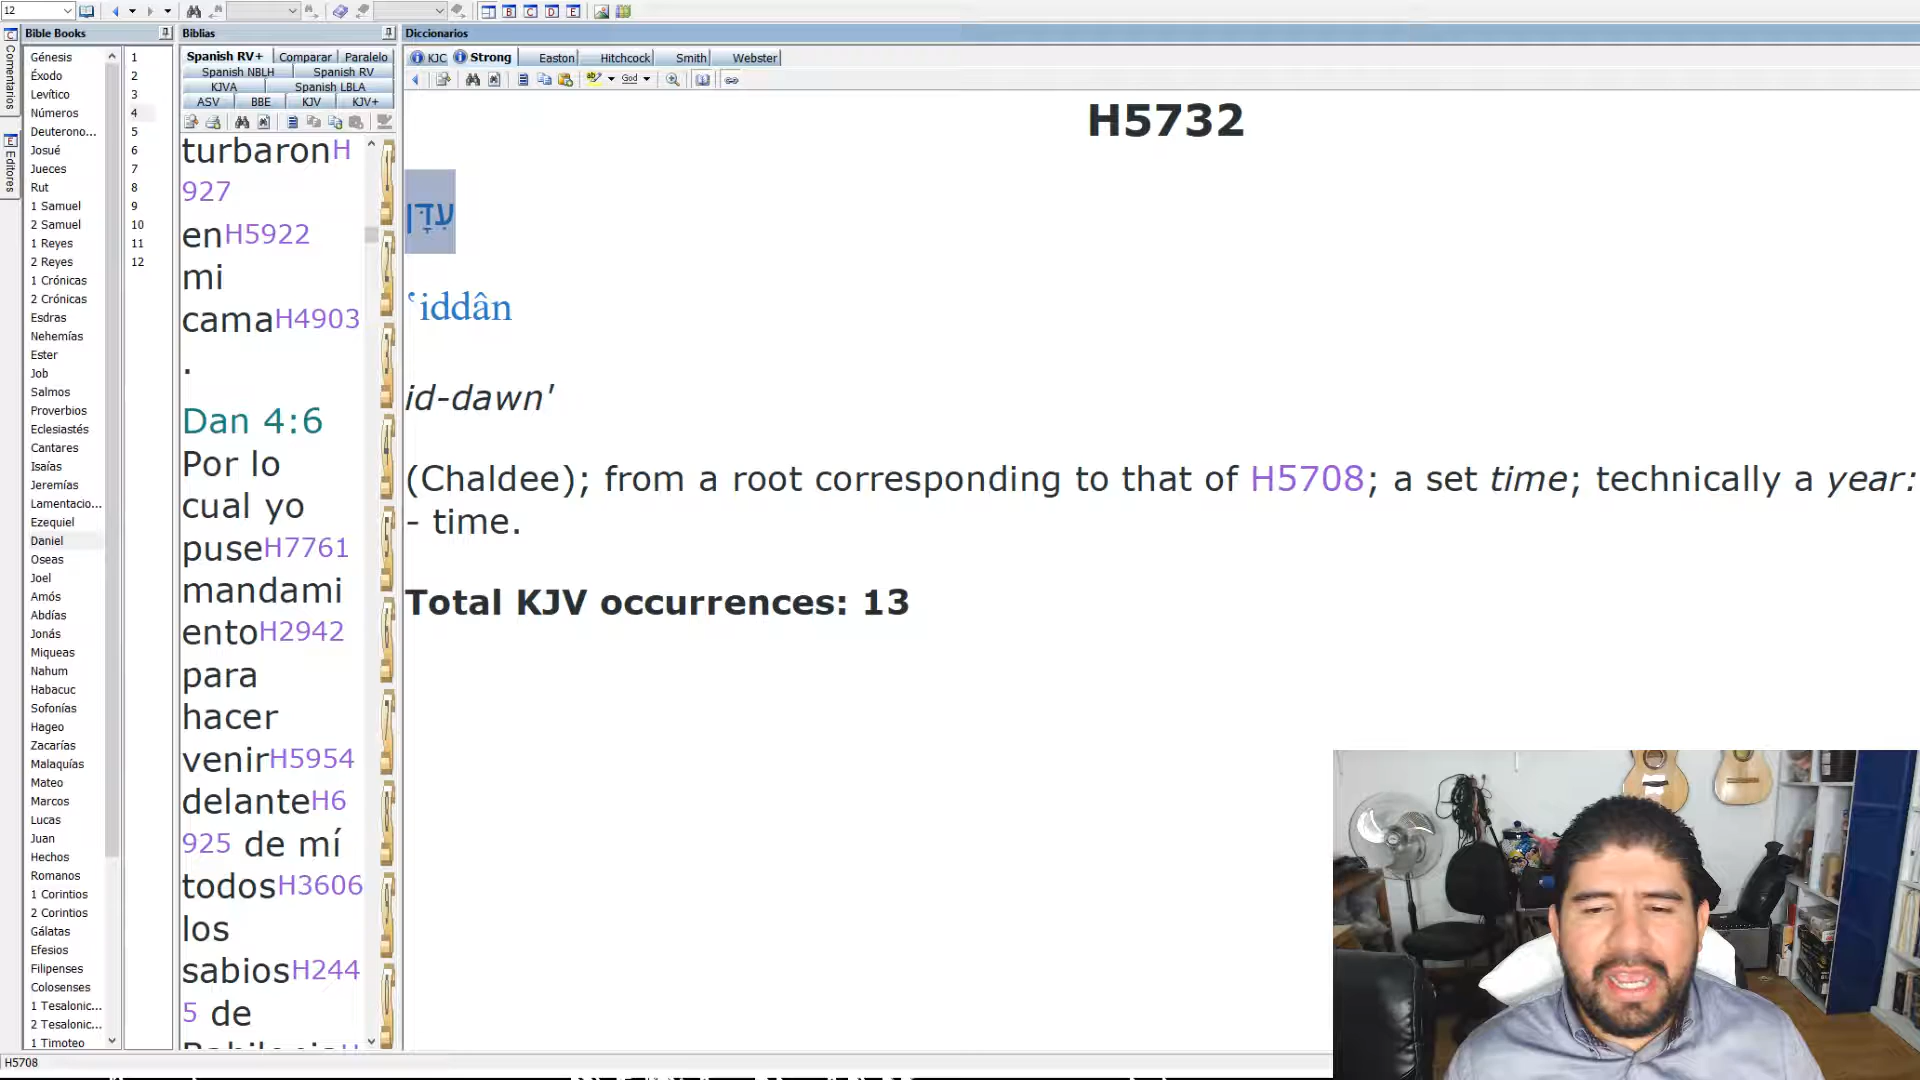 12
Bible Books
Biblias
Diccionarios
Comentarios
Editores
Génesis
Éxodo
Levítico
Números
Deuterono...
Josué
Jueces
Rut
1 Samuel
2 Samuel
1 Reyes
2 Reyes
1 Crónicas
2 Crónicas
Esdras
Nehemías
Ester
Job
Salmos
Proverbios
Eclesiastés
Cantares
Isaías
Jeremías
Lamentacio...
Ezequiel
Daniel
Oseas
Joel
Amós
Abdías
Jonás
Miqueas
Nahum
Habacuc
Sofonías
Hageo
Zacarías
Malaquías
Mateo
Marcos
Lucas
Juan
Hechos
Romanos
1 Corintios
2 Corintios
Gálatas
Efesios
Filipenses
Colosenses
1 Tesalonic...
2 Tesalonic...
1 Timoteo
1
2
3
4
5
6
7
8
9
10
11
12
Spanish RV+ Comparar Paralelo
Spanish NBLH Spanish RV
KJVA Spanish LBLA
ASV BBE KJV KJV+
turbaronH
927
enH5922
mi
camaH4903
.
Dan 4:6
Por lo
cual yo
puseH7761
mandami
entoH2942
para
hacer
venirH5954
delanteH6
925 de mí
todosH3606
los
sabiosH244
5 de
KJC Strong Easton Hitchcock Smith Webster
God
H5732
עִדָּן
‛iddân
id-dawn'
(Chaldee); from a root corresponding to that of H5708; a set time; technically a year:
- time.
Total KJV occurrences: 13
H5708